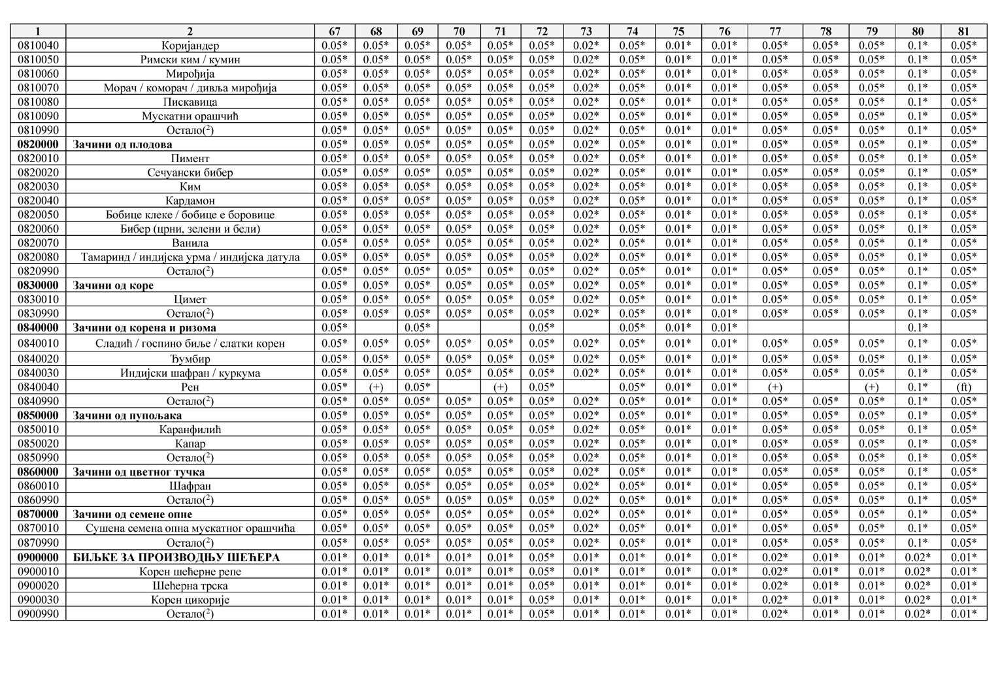 1 2 67 68 69 70 71 72 73 74 75 76 77 78 79 80 81
0810040 Коријандер 0.05* 0.05* 0.05* 0.05* 0.05* 0.05* 0.02* 0.05* 0.01* 0.01* 0.05* 0.05* 0.05* 0.1* 0.05*
0810050 Римски ким / кумин 0.05* 0.05* 0.05* 0.05* 0.05* 0.05* 0.02* 0.05* 0.01* 0.01* 0.05* 0.05* 0.05* 0.1* 0.05*
0810060 Мирођија 0.05* 0.05* 0.05* 0.05* 0.05* 0.05* 0.02* 0.05* 0.01* 0.01* 0.05* 0.05* 0.05* 0.1* 0.05*
0810070 Морач / коморач / дивља мирођија 0.05* 0.05* 0.05* 0.05* 0.05* 0.05* 0.02* 0.05* 0.01* 0.01* 0.05* 0.05* 0.05* 0.1* 0.05*
0810080 Пискавица 0.05* 0.05* 0.05* 0.05* 0.05* 0.05* 0.02* 0.05* 0.01* 0.01* 0.05* 0.05* 0.05* 0.1* 0.05*
0810090 Мускатни орашчић 0.05* 0.05* 0.05* 0.05* 0.05* 0.05* 0.02* 0.05* 0.01* 0.01* 0.05* 0.05* 0.05* 0.1* 0.05*
0810990 Остало(²) 0.05* 0.05* 0.05* 0.05* 0.05* 0.05* 0.02* 0.05* 0.01* 0.01* 0.05* 0.05* 0.05* 0.1* 0.05*
0820000 Зачини од плодова 0.05* 0.05* 0.05* 0.05* 0.05* 0.05* 0.02* 0.05* 0.01* 0.01* 0.05* 0.05* 0.05* 0.1* 0.05*
0820010 Пимент 0.05* 0.05* 0.05* 0.05* 0.05* 0.05* 0.02* 0.05* 0.01* 0.01* 0.05* 0.05* 0.05* 0.1* 0.05*
0820020 Сечуански бибер 0.05* 0.05* 0.05* 0.05* 0.05* 0.05* 0.02* 0.05* 0.01* 0.01* 0.05* 0.05* 0.05* 0.1* 0.05*
0820030 Ким 0.05* 0.05* 0.05* 0.05* 0.05* 0.05* 0.02* 0.05* 0.01* 0.01* 0.05* 0.05* 0.05* 0.1* 0.05*
0820040 Кардамон 0.05* 0.05* 0.05* 0.05* 0.05* 0.05* 0.02* 0.05* 0.01* 0.01* 0.05* 0.05* 0.05* 0.1* 0.05*
0820050 Бобице клеке / бобице е боровице 0.05* 0.05* 0.05* 0.05* 0.05* 0.05* 0.02* 0.05* 0.01* 0.01* 0.05* 0.05* 0.05* 0.1* 0.05*
0820060 Бибер (црни, зелени и бели) 0.05* 0.05* 0.05* 0.05* 0.05* 0.05* 0.02* 0.05* 0.01* 0.01* 0.05* 0.05* 0.05* 0.1* 0.05*
0820070 Ванила 0.05* 0.05* 0.05* 0.05* 0.05* 0.05* 0.02* 0.05* 0.01* 0.01* 0.05* 0.05* 0.05* 0.1* 0.05*
0820080 Тамаринд / индијска урма / индијска датула 0.05* 0.05* 0.05* 0.05* 0.05* 0.05* 0.02* 0.05* 0.01* 0.01* 0.05* 0.05* 0.05* 0.1* 0.05*
0820990 Остало(²) 0.05* 0.05* 0.05* 0.05* 0.05* 0.05* 0.02* 0.05* 0.01* 0.01* 0.05* 0.05* 0.05* 0.1* 0.05*
0830000 Зачини од коре 0.05* 0.05* 0.05* 0.05* 0.05* 0.05* 0.02* 0.05* 0.01* 0.01* 0.05* 0.05* 0.05* 0.1* 0.05*
0830010 Цимет 0.05* 0.05* 0.05* 0.05* 0.05* 0.05* 0.02* 0.05* 0.01* 0.01* 0.05* 0.05* 0.05* 0.1* 0.05*
0830990 Остало(²) 0.05* 0.05* 0.05* 0.05* 0.05* 0.05* 0.02* 0.05* 0.01* 0.01* 0.05* 0.05* 0.05* 0.1* 0.05*
0840000 Зачини од корена и ризома 0.05* 0.05* 0.05* 0.05* 0.01* 0.01* 0.1*
0840010 Сладић / госпино биље / слатки корен 0.05* 0.05* 0.05* 0.05* 0.05* 0.05* 0.02* 0.05* 0.01* 0.01* 0.05* 0.05* 0.05* 0.1* 0.05*
0840020 Ђумбир 0.05* 0.05* 0.05* 0.05* 0.05* 0.05* 0.02* 0.05* 0.01* 0.01* 0.05* 0.05* 0.05* 0.1* 0.05*
0840030 Индијски шафран / куркума 0.05* 0.05* 0.05* 0.05* 0.05* 0.05* 0.02* 0.05* 0.01* 0.01* 0.05* 0.05* 0.05* 0.1* 0.05*
0840040 Рен 0.05* (+) 0.05* (+) 0.05* 0.05* 0.01* 0.01* (+) (+) 0.1* (ft)
0840990 Остало(²) 0.05* 0.05* 0.05* 0.05* 0.05* 0.05* 0.02* 0.05* 0.01* 0.01* 0.05* 0.05* 0.05* 0.1* 0.05*
0850000 Зачини од пупољака 0.05* 0.05* 0.05* 0.05* 0.05* 0.05* 0.02* 0.05* 0.01* 0.01* 0.05* 0.05* 0.05* 0.1* 0.05*
0850010 Каранфилић 0.05* 0.05* 0.05* 0.05* 0.05* 0.05* 0.02* 0.05* 0.01* 0.01* 0.05* 0.05* 0.05* 0.1* 0.05*
0850020 Капар 0.05* 0.05* 0.05* 0.05* 0.05* 0.05* 0.02* 0.05* 0.01* 0.01* 0.05* 0.05* 0.05* 0.1* 0.05*
0850990 Остало(²) 0.05* 0.05* 0.05* 0.05* 0.05* 0.05* 0.02* 0.05* 0.01* 0.01* 0.05* 0.05* 0.05* 0.1* 0.05*
0860000 Зачини од цветног тучка 0.05* 0.05* 0.05* 0.05* 0.05* 0.05* 0.02* 0.05* 0.01* 0.01* 0.05* 0.05* 0.05* 0.1* 0.05*
0860010 Шафран 0.05* 0.05* 0.05* 0.05* 0.05* 0.05* 0.02* 0.05* 0.01* 0.01* 0.05* 0.05* 0.05* 0.1* 0.05*
0860990 Остало(²) 0.05* 0.05* 0.05* 0.05* 0.05* 0.05* 0.02* 0.05* 0.01* 0.01* 0.05* 0.05* 0.05* 0.1* 0.05*
0870000 Зачини од семене опне 0.05* 0.05* 0.05* 0.05* 0.05* 0.05* 0.02* 0.05* 0.01* 0.01* 0.05* 0.05* 0.05* 0.1* 0.05*
0870010 Сушена семена опна мускатног орашчића 0.05* 0.05* 0.05* 0.05* 0.05* 0.05* 0.02* 0.05* 0.01* 0.01* 0.05* 0.05* 0.05* 0.1* 0.05*
0870990 Остало(²) 0.05* 0.05* 0.05* 0.05* 0.05* 0.05* 0.02* 0.05* 0.01* 0.01* 0.05* 0.05* 0.05* 0.1* 0.05*
0900000 БИЉКЕ ЗА ПРОИЗВОДЊУ ШЕЋЕРА 0.01* 0.01* 0.01* 0.01* 0.01* 0.05* 0.01* 0.01* 0.01* 0.01* 0.02* 0.01* 0.01* 0.02* 0.01*
0900010 Корен шећерне репе 0.01* 0.01* 0.01* 0.01* 0.01* 0.05* 0.01* 0.01* 0.01* 0.01* 0.02* 0.01* 0.01* 0.02* 0.01*
0900020 Шећерна трска 0.01* 0.01* 0.01* 0.01* 0.01* 0.05* 0.01* 0.01* 0.01* 0.01* 0.02* 0.01* 0.01* 0.02* 0.01*
0900030 Корен цикорије 0.01* 0.01* 0.01* 0.01* 0.01* 0.05* 0.01* 0.01* 0.01* 0.01* 0.02* 0.01* 0.01* 0.02* 0.01*
0900990 Остало(²) 0.01* 0.01* 0.01* 0.01* 0.01* 0.05* 0.01* 0.01* 0.01* 0.01* 0.02* 0.01* 0.01* 0.02* 0.01*